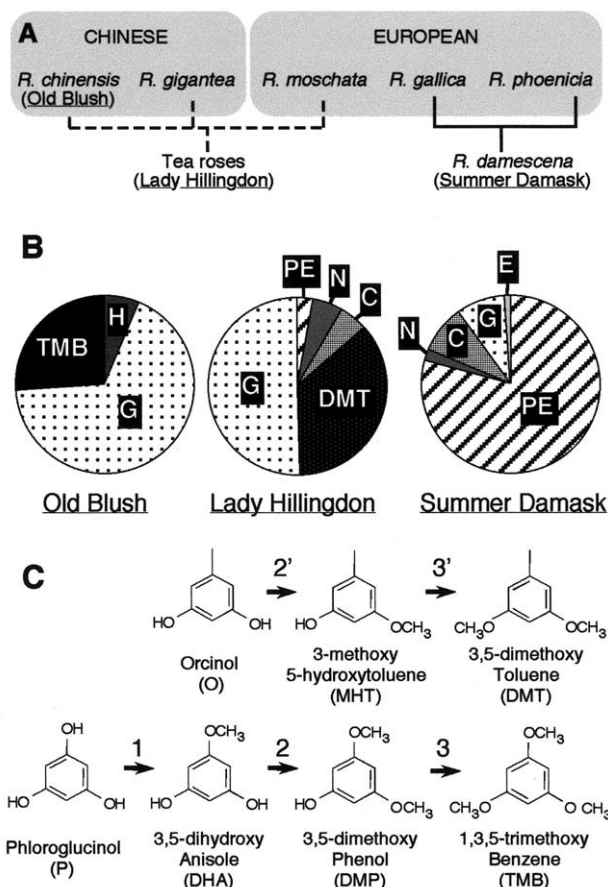 A
CHINESE EUROPEAN
R. chinensis R. gigantea R. moschata R. gallica R. phoenicia
(Old Blush)
Tea roses R. damescena
(Lady Hillingdon) (Summer Damask)
B
H
TMB
G
PE N
C
G
DMT
E
N C G
PE
Old Blush Lady Hillingdon Summer Damask
C
2' 3'
HO OH HO OCH3 CH3O OCH3
Orcinol 3-methoxy 3,5-dimethoxy
(O) 5-hydroxytoluene Toluene
(MHT) (DMT)
OH OCH3 OCH3 OCH3
1 2 3
HO OH HO OH HO OCH3 CH3O O CH3
Phloroglucinol 3,5-dihydroxy 3,5-dimethoxy 1,3,5-trimethoxy
(P) Anisole Phenol Benzene
(DHA) (DMP) (TMB)